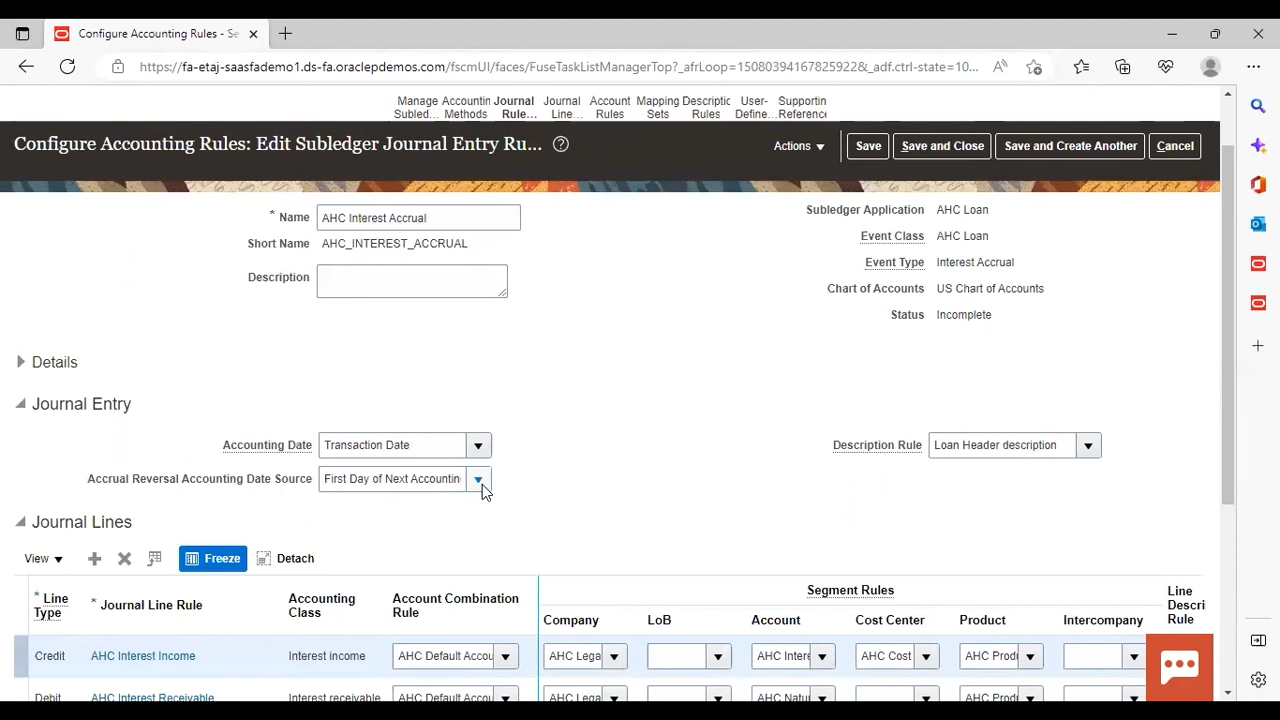 Configure Accounting Rules - Se
https://fa-etaj-saasfademo1.ds-fa.oraclepdemos.com/fscmUI/faces/FuseTaskListManagerTop?_afrLoop=15080394167825922&_adf.ctrl-state=10...
Manage Subled...
Accountin Methods
Journal Rule...
Journal Line...
Account Rules
Mapping Sets
Descriptic Rules
User-Define...
Supporting Reference
Configure Accounting Rules: Edit Subledger Journal Entry Ru...
Actions
Save
Save and Close
Save and Create Another
Cancel
* Name AHC Interest Accrual
Short Name AHC_INTEREST_ACCRUAL
Description
Subledger Application AHC Loan
Event Class AHC Loan
Event Type Interest Accrual
Chart of Accounts US Chart of Accounts
Status Incomplete
Details
Journal Entry
Accounting Date Transaction Date
Description Rule Loan Header description
Accrual Reversal Accounting Date Source First Day of Next Accountin
Journal Lines
View Freeze Detach
* Line Type
* Journal Line Rule
Accounting Class
Account Combination Rule
Segment Rules
Company LoB Account Cost Center Product Intercompany
Line Descri Rule
Credit AHC Interest Income Interest income AHC Default Accou AHC Lega AHC Intere AHC Cost AHC Prod
Debit AHC Interest Receivable Interest receivable AHC Default Accou AHC Lega AHC Natur AHC Prod